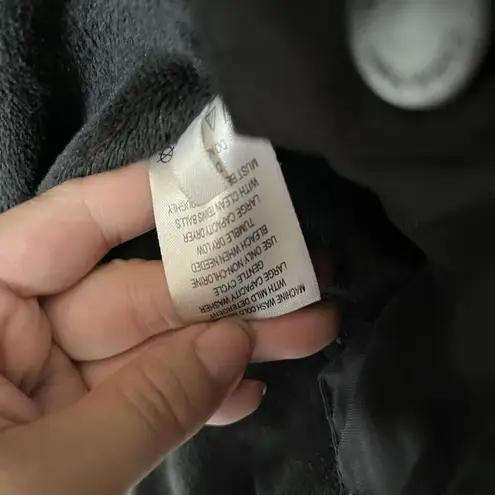 MACHINE WASH COLD
WITH MILD DETERGENT
LARGE CAPACITY WASHER
GENTLE CYCLE
USE ONLY NON-CHLORINE
BLEACH WHEN NEEDED
TUMBLE DRY LOW
LARGE CAPACITY DRYER
WITH CLEAN TENNIS BALLS
MUST BE